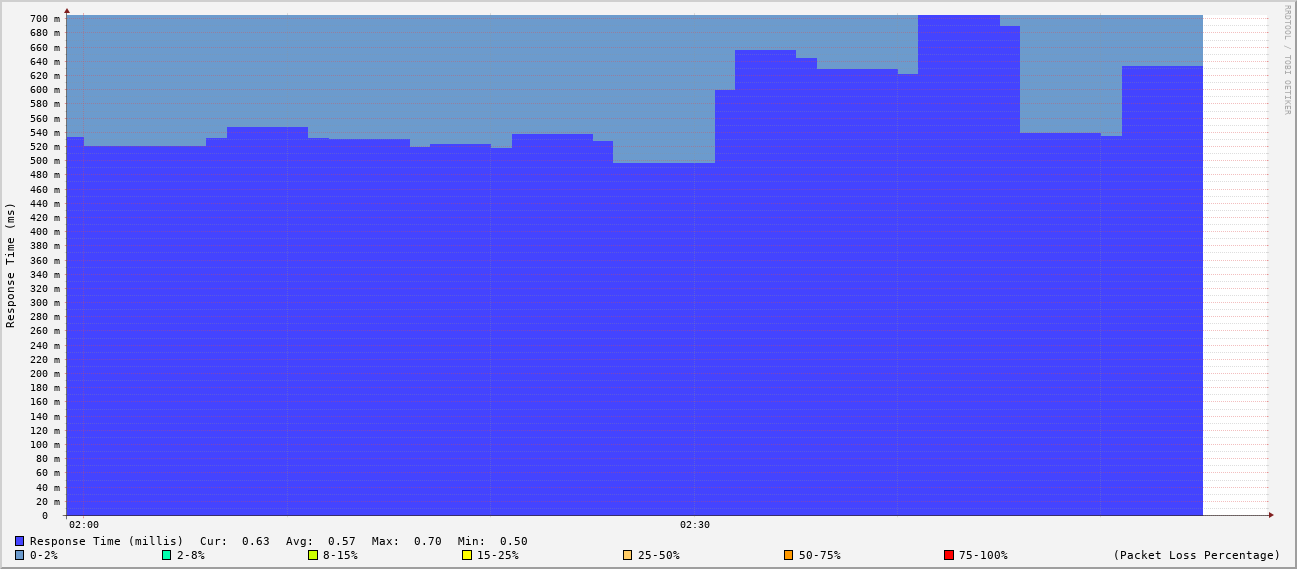 RRDTOOL / TOBI OETIKER
Response Time (ms)
700 m
680 m
660 m
640 m
620 m
600 m
580 m
560 m
540 m
520 m
500 m
480 m
460 m
440 m
420 m
400 m
380 m
360 m
340 m
320 m
300 m
280 m
260 m
240 m
220 m
200 m
180 m
160 m
140 m
120 m
100 m
80 m
60 m
40 m
20 m
0
02:00 02:30
Response Time (millis) Cur: 0.63 Avg: 0.57 Max: 0.70 Min: 0.50
0-2% 2-8% 8-15% 15-25% 25-50% 50-75% 75-100% (Packet Loss Percentage)